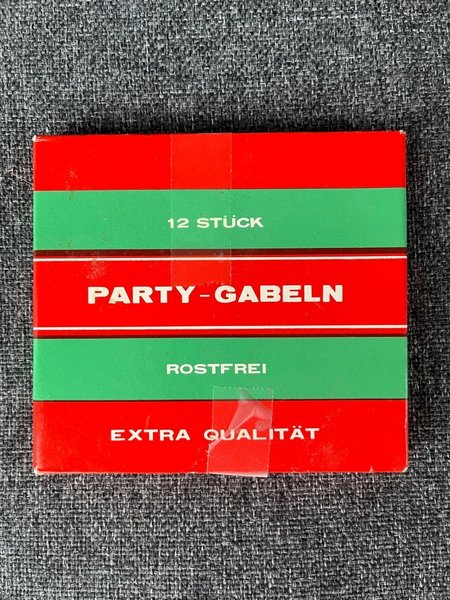 12 STÜCK
PARTY-GABELN
ROSTFREI
EXTRA QUALITÄT